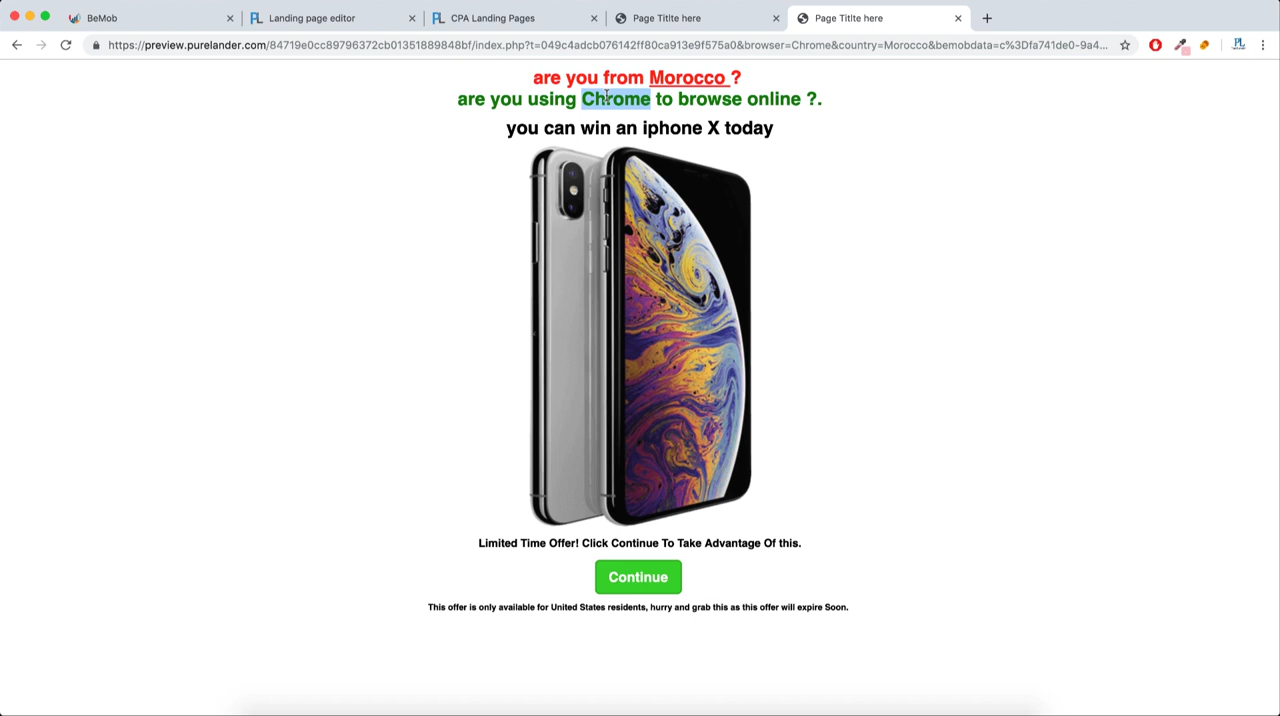 BeMob
Landing page editor
CPA Landing Pages
Page Titlte here
Page Titlte here
https://preview.purelander.com/84719e0cc89796372cb01351889848bf/index.php?t=049c4adcb076142ff80ca913e9f575a0&browser=Chrome&country=Morocco&bemobdata=c%3Dfa741de0-9a4...
are you from Morocco ?
are you using Chrome to browse online ?.
you can win an iphone X today
Limited Time Offer! Click Continue To Take Advantage Of this.
Continue
This offer is only available for United States residents, hurry and grab this as this offer will expire Soon.